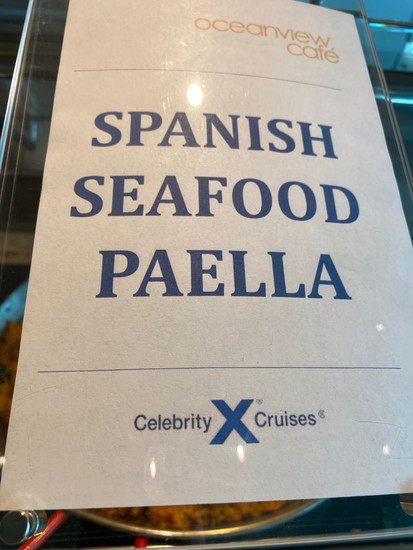 oceanview
café
SPANISH
SEAFOOD
PAELLA
Celebrity X® Cruises®